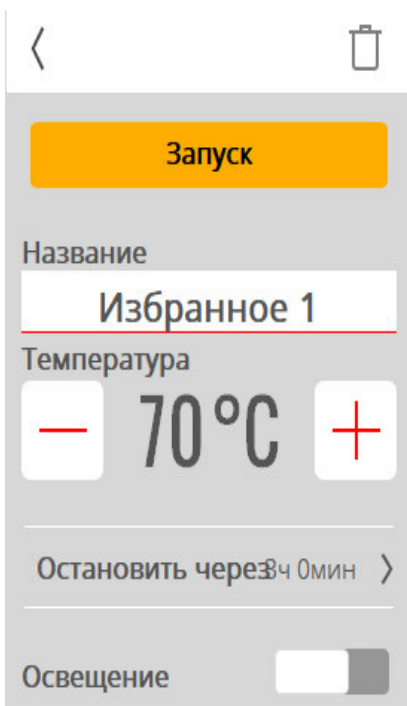 Запуск
Название
Избранное 1
Температура
70°C
Остановить через 3ч 0мин
Освещение